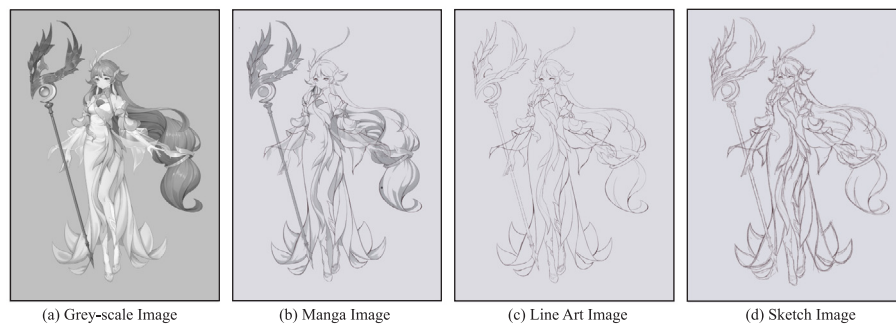 (a) Grey-scale Image
(b) Manga Image
(c) Line Art Image
(d) Sketch Image